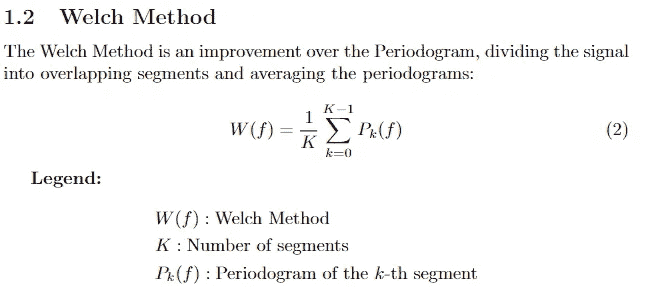 1.2 Welch Method
The Welch Method is an improvement over the Periodogram, dividing the signal
into overlapping segments and averaging the periodograms:
W(f) = \frac{1}{K} \sum_{k=0}^{K-1} P_k(f) (2)
Legend:
W(f) : Welch Method
K : Number of segments
P_k(f) : Periodogram of the k-th segment